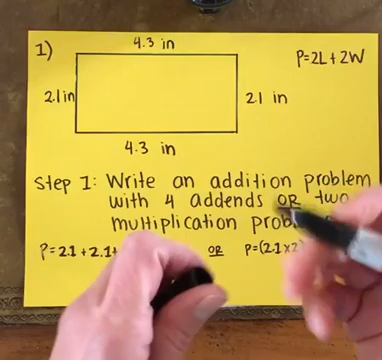 1)
4.3 in
P=2L+2W
2.1 in
2.1 in
4.3 in
Step 1: Write an addition problem
with 4 addends OR two
multiplication
P=2.1+2.1+ OR P=(2.1x2)